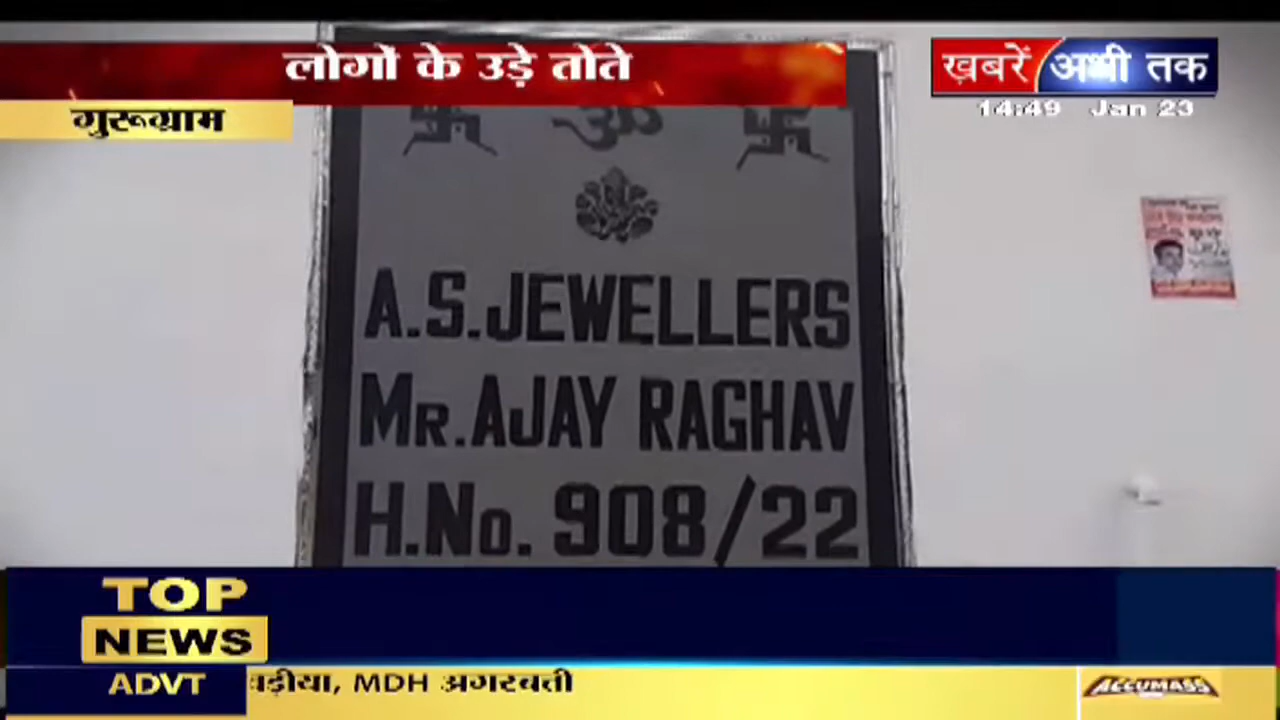 लोगों के उड़े तोते
ख़बरें अभी तक
14:49 Jan 23
गुरूग्राम
ॐ
A.S.JEWELLERS
MR.AJAY RAGHAV
H.NO. 908/22
TOP
NEWS
ADVT
MDH अगरबत्ती
ACCUMASS